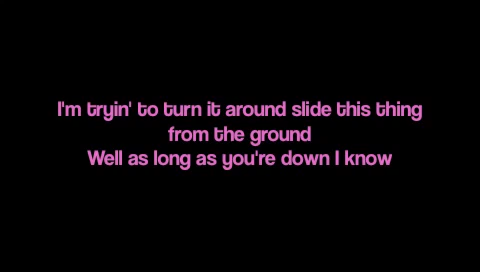 I'm tryin' to turn it around slide this thing
from the ground
Well as long as you're down I know